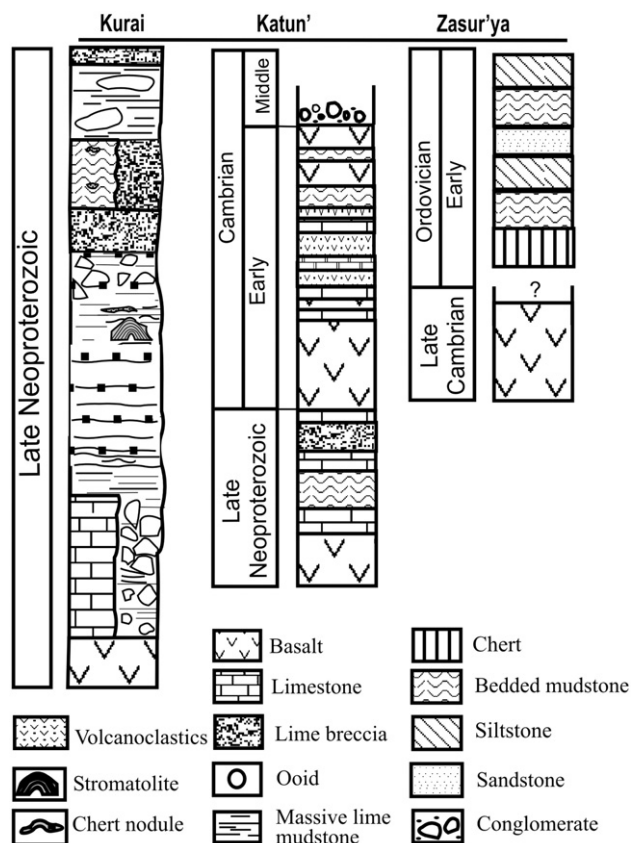 Kurai Katun' Zasur'ya
Late Neoproterozoic
Cambrian
Middle
Early
Late
Neoproterozoic
Ordovician
Early
Late
Cambrian
?
Basalt
Limestone
Volcanoclastics
Lime breccia
Stromatolite
Ooid
Chert nodule
Massive lime
mudstone
Chert
Bedded mudstone
Siltstone
Sandstone
Conglomerate